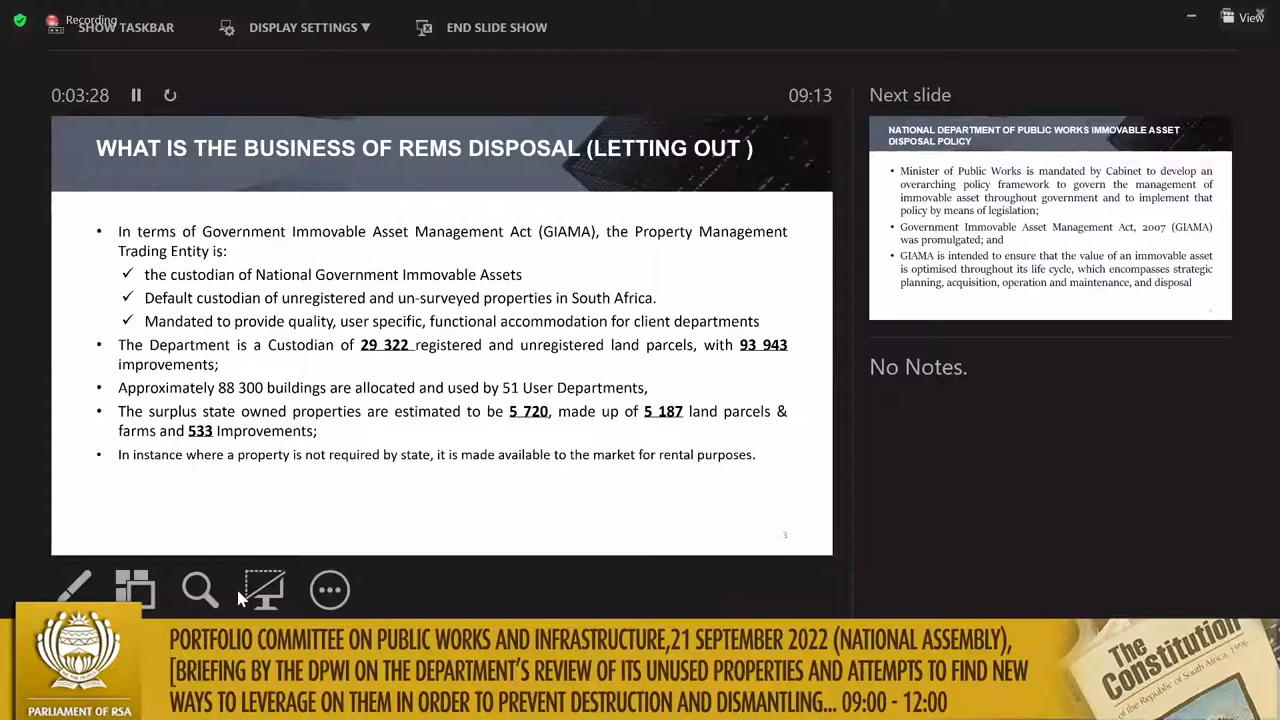 Recording
View
SHOW TASKBAR
DISPLAY SETTINGS ▼
END SLIDE SHOW
0:03:28
09:13
WHAT IS THE BUSINESS OF REMS DISPOSAL (LETTING OUT )
• In terms of Government Immovable Asset Management Act (GIAMA), the Property Management
Trading Entity is:
✓ the custodian of National Government Immovable Assets
✓ Default custodian of unregistered and un-surveyed properties in South Africa.
✓ Mandated to provide quality, user specific, functional accommodation for client departments
• The Department is a Custodian of 29 322 registered and unregistered land parcels, with 93 943
improvements;
• Approximately 88 300 buildings are allocated and used by 51 User Departments,
• The surplus state owned properties are estimated to be 5 720, made up of 5 187 land parcels &
farms and 533 Improvements;
• In instance where a property is not required by state, it is made available to the market for rental purposes.
3
Next slide
NATIONAL DEPARTMENT OF PUBLIC WORKS IMMOVABLE ASSET
DISPOSAL POLICY
• Minister of Public Works is mandated by Cabinet to develop an
overarching policy framework to govern the management of
immovable asset throughout government and to implement that
policy by means of legislation;
• Government Immovable Asset Management Act, 2007 (GIAMA)
was promulgated; and
• GIAMA is intended to ensure that the value of an immovable asset
is optimised throughout its life cycle, which encompasses strategic
planning, acquisition, operation and maintenance, and disposal
No Notes.
PORTFOLIO COMMITTEE ON PUBLIC WORKS AND INFRASTRUCTURE,21 SEPTEMBER 2022 (NATIONAL ASSEMBLY),
[BRIEFING BY THE DPWI ON THE DEPARTMENT'S REVIEW OF ITS UNUSED PROPERTIES AND ATTEMPTS TO FIND NEW
WAYS TO LEVERAGE ON THEM IN ORDER TO PREVENT DESTRUCTION AND DISMANTLING... 09:00 - 12:00
PARLIAMENT OF RSA
The
Constitution
of the Republic of South Africa, 1996